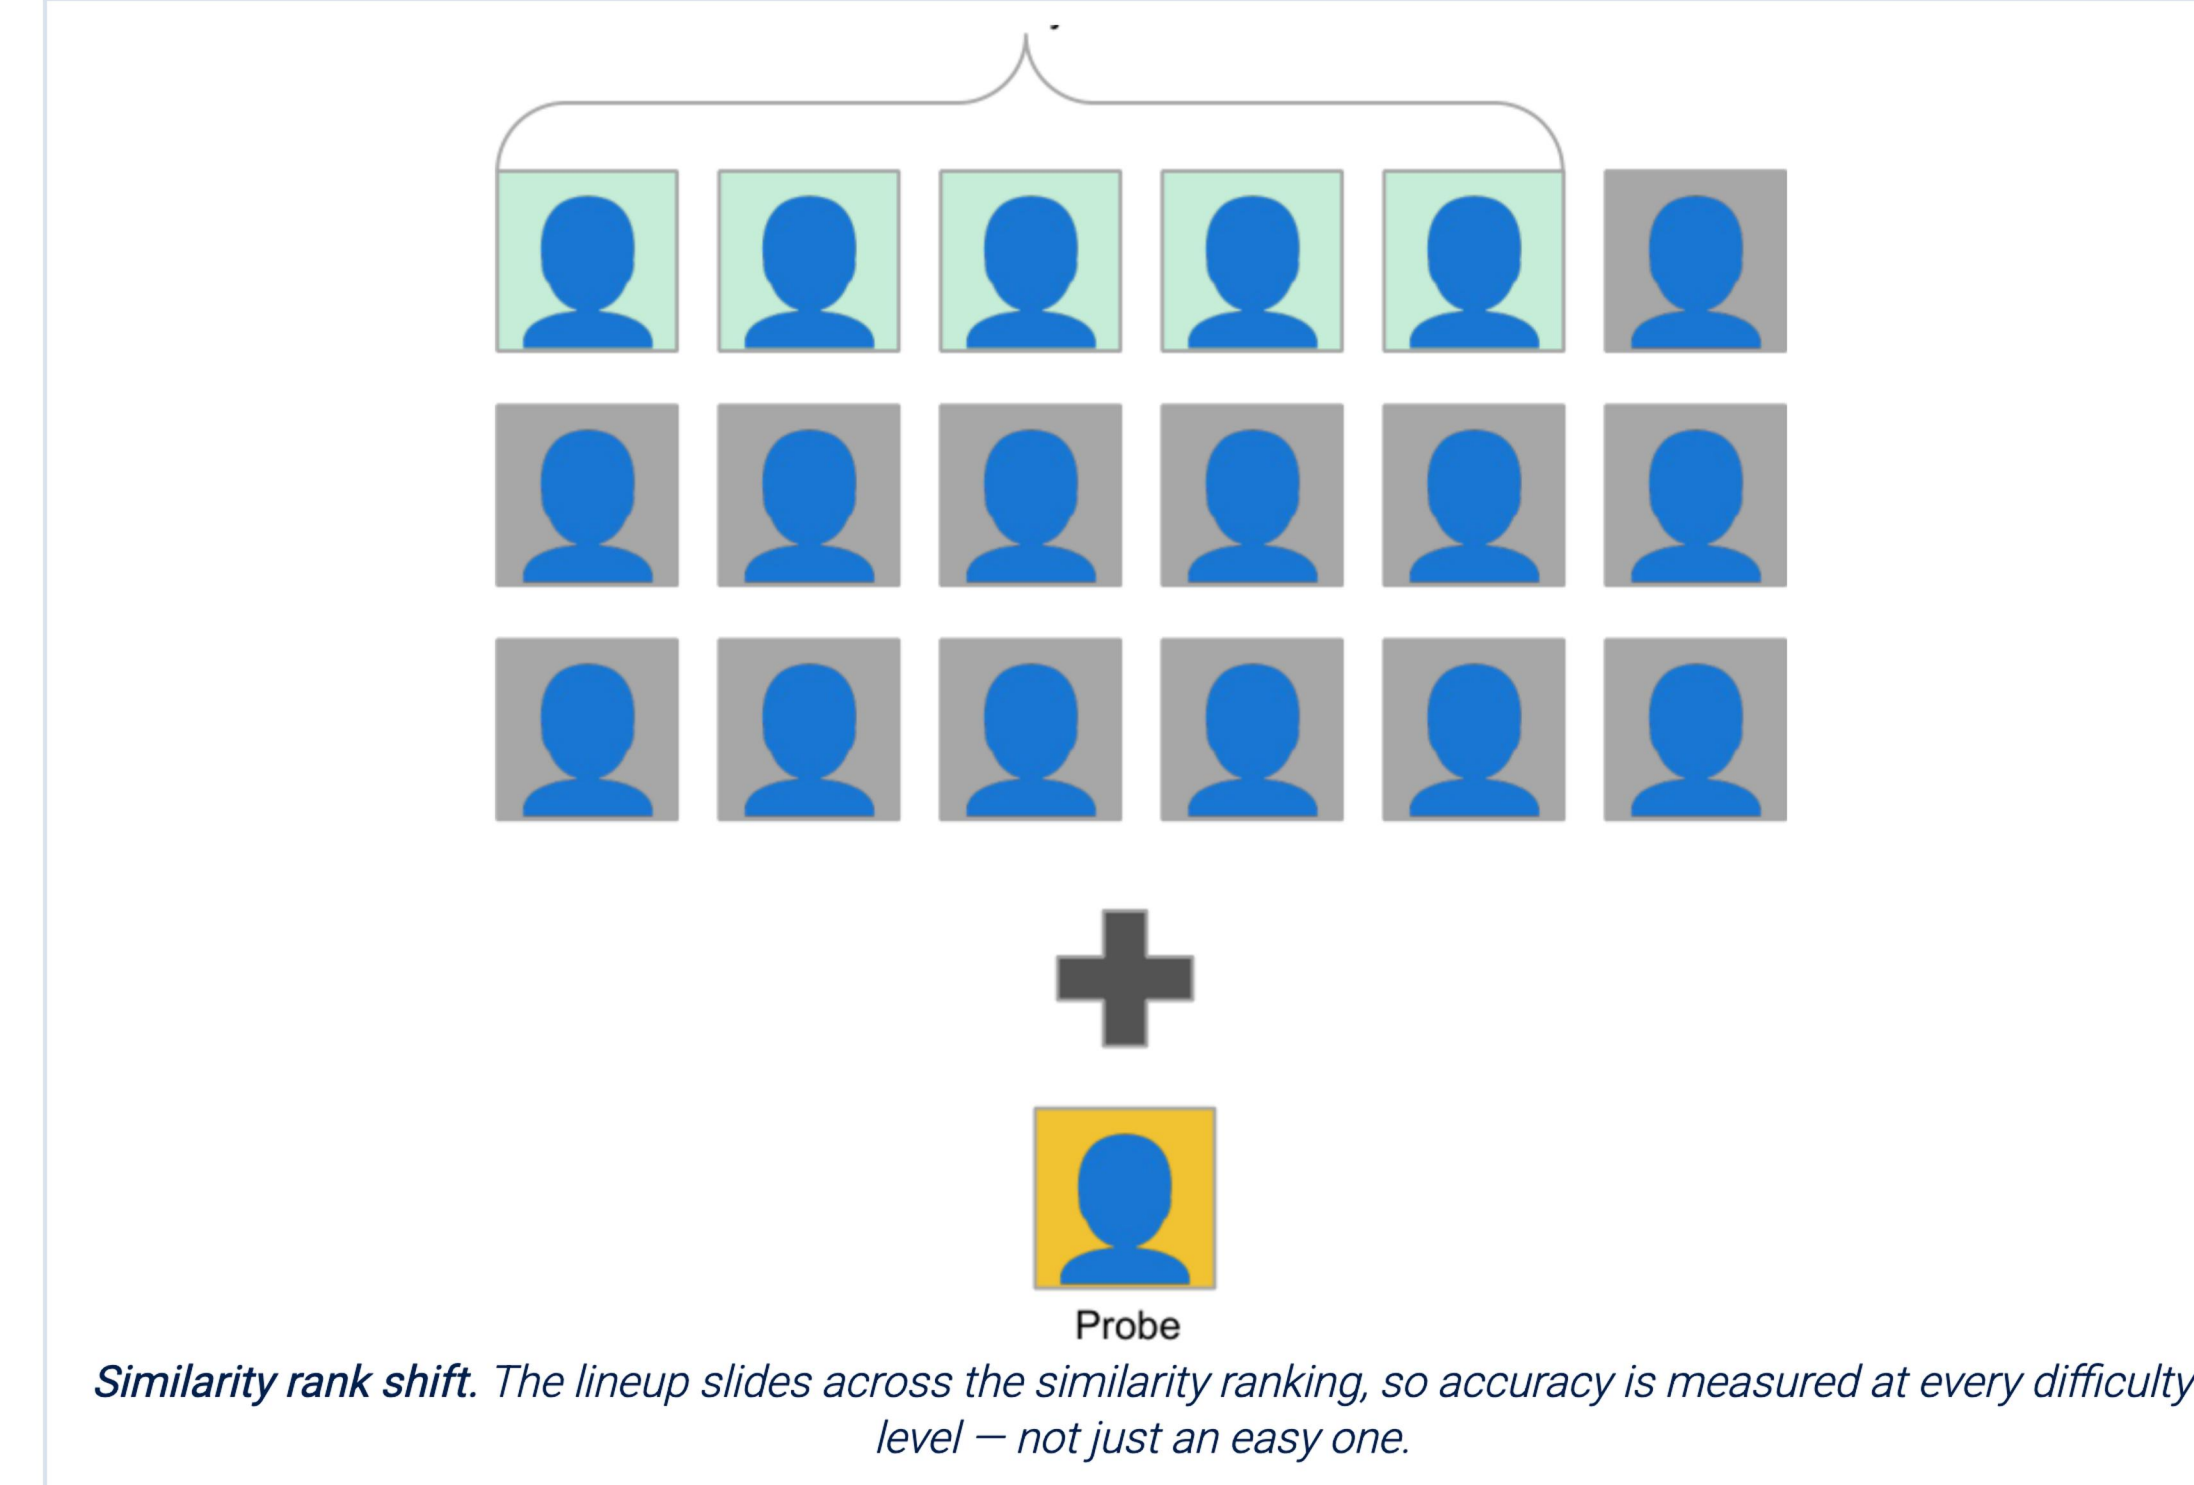 Probe
Similarity rank shift. The lineup slides across the similarity ranking, so accuracy is measured at every difficulty
level — not just an easy one.